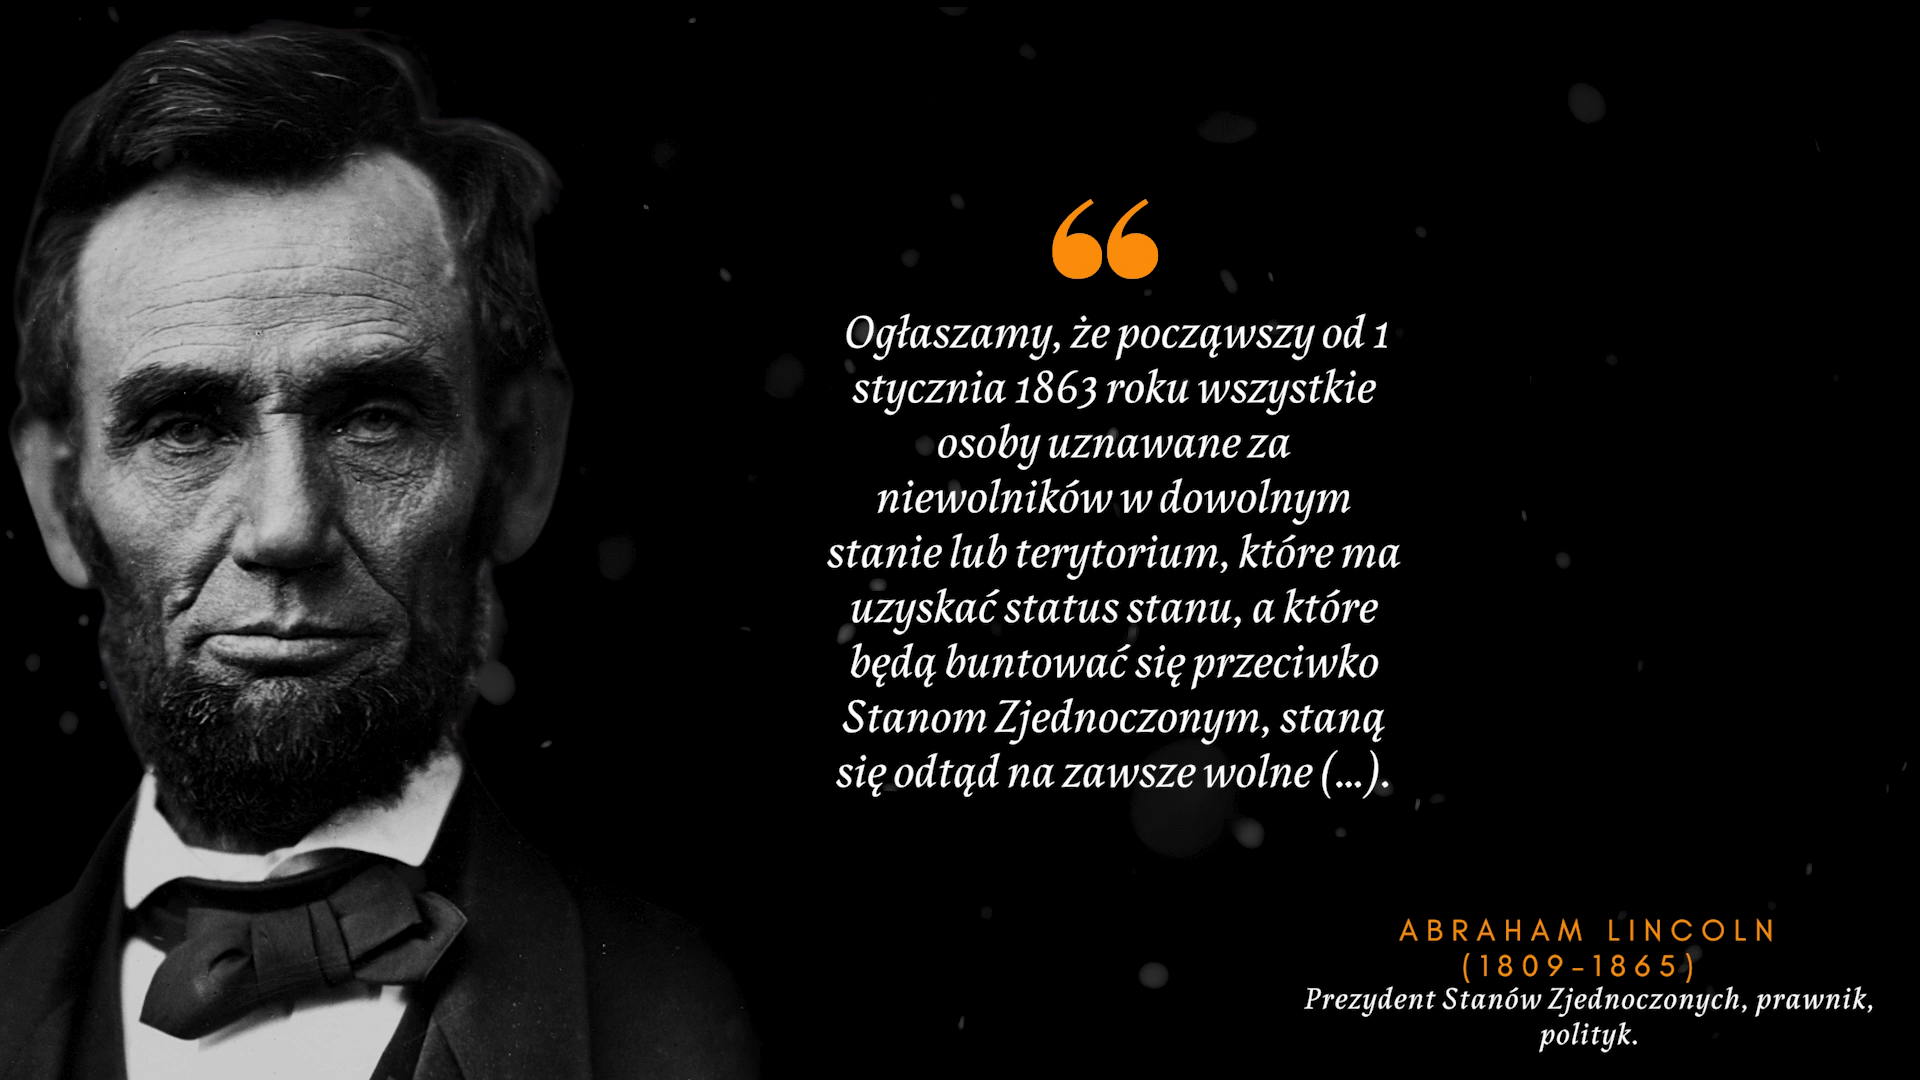 “
Ogłaszamy, że począwszy od 1
stycznia 1863 roku wszystkie
osoby uznawane za
niewolników w dowolnym
stanie lub terytorium, które ma
uzyskać status stanu, a które
będą buntować się przeciwko
Stanom Zjednoczonym, staną
się odtąd na zawsze wolne (...).
ABRAHAM LINCOLN
(1809–1865)
Prezydent Stanów Zjednoczonych, prawnik,
polityk.